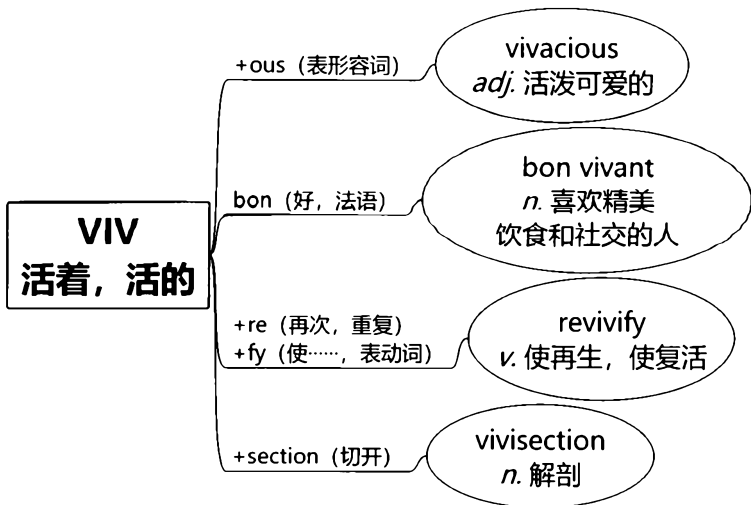 VIV
活着，活的
+ous（表形容词）
vivacious
adj. 活泼可爱的
bon（好，法语）
bon vivant
n. 喜欢精美
饮食和社交的人
+re（再次，重复）
+fy（使……，表动词）
revivify
v. 使再生，使复活
+section（切开）
vivisection
n. 解剖